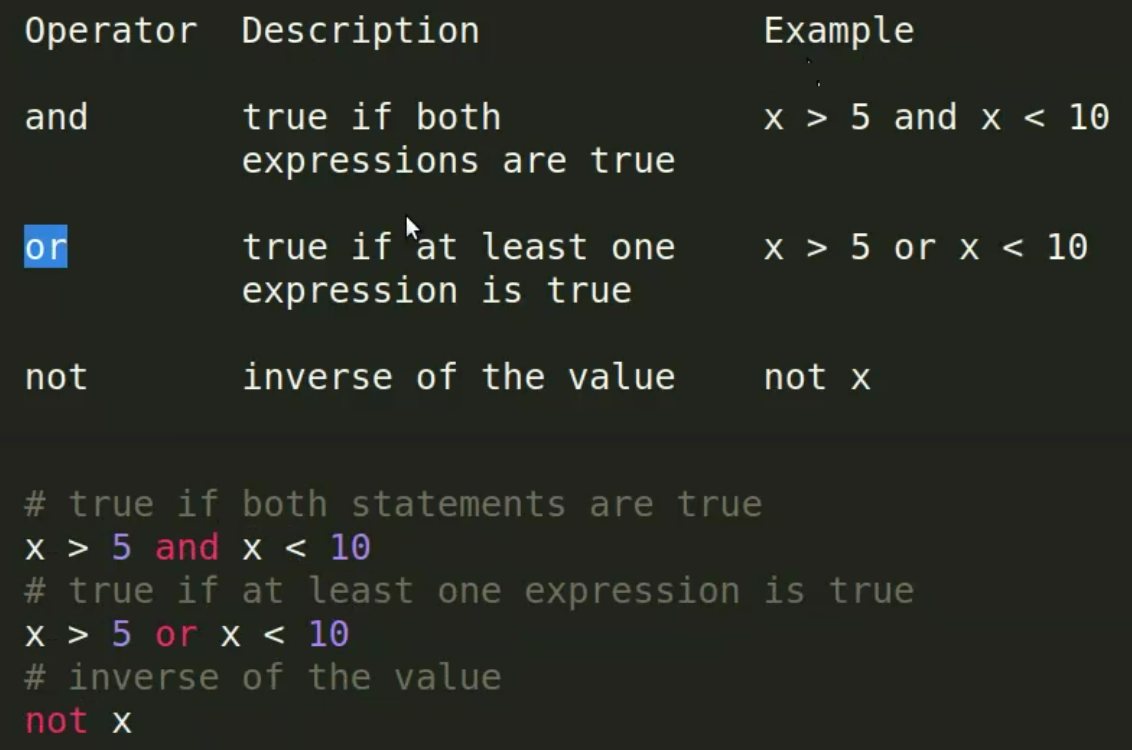 Operator Description Example
and true if both x > 5 and x < 10
expressions are true
or true if at least one x > 5 or x < 10
expression is true
not inverse of the value not x
# true if both statements are true
x > 5 and x < 10
# true if at least one expression is true
x > 5 or x < 10
# inverse of the value
not x